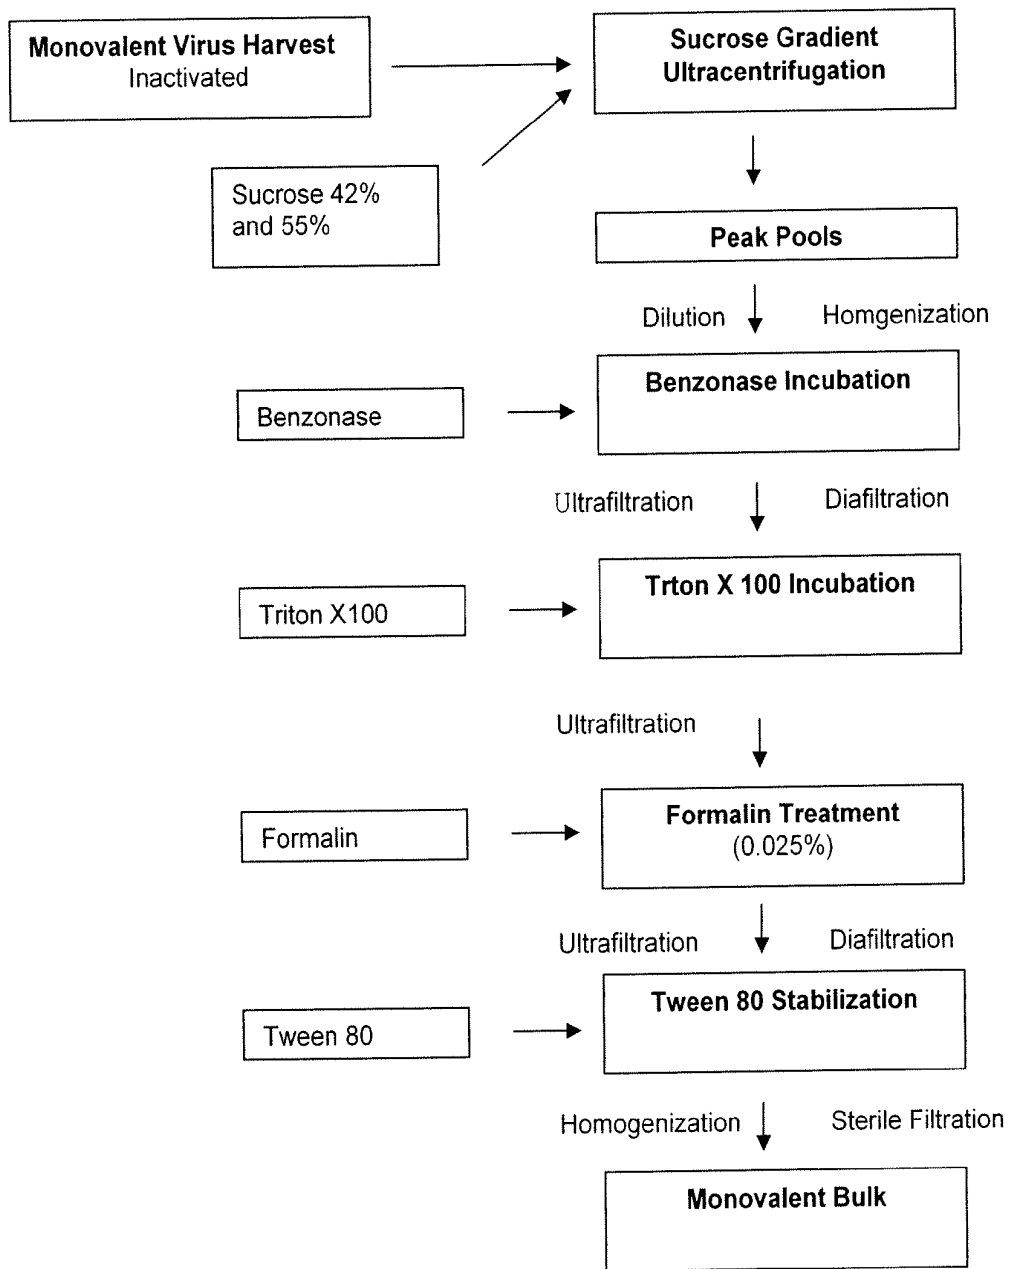 Monovalent Virus Harvest
Inactivated
Sucrose Gradient
Ultracentrifugation
Sucrose 42%
and 55%
Peak Pools
Dilution Homgenization
Benzonase Incubation
Benzonase
Ultrafiltration Diafiltration
Trton X 100 Incubation
Triton X100
Ultrafiltration
Formalin Treatment
(0.025%)
Formalin
Ultrafiltration Diafiltration
Tween 80 Stabilization
Tween 80
Homogenization Sterile Filtration
Monovalent Bulk